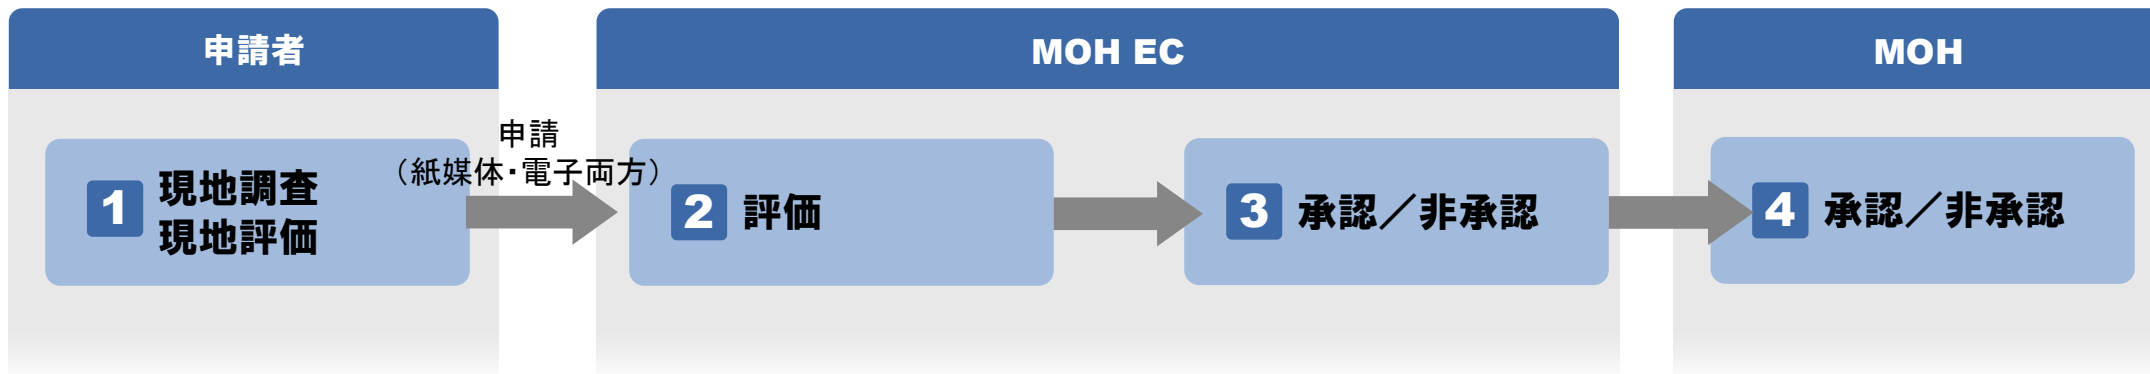 申請者
MOH EC
MOH
1
現地調査
現地評価
申請
（紙媒体・電子両方）
2 評価
3 承認／非承認
4 承認／非承認